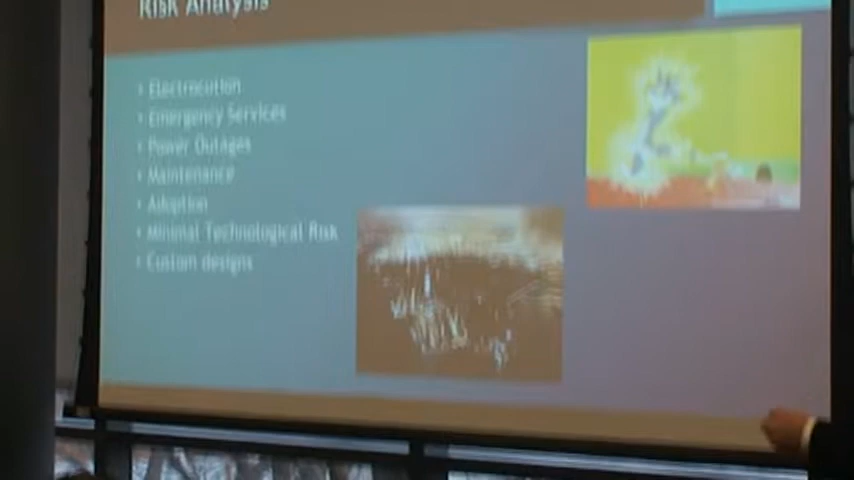 Risk Analysis
• Electrocution
• Emergency Services
• Power Outages
• Maintenance
• Adoption
• Minimal Technological Risk
• Custom designs